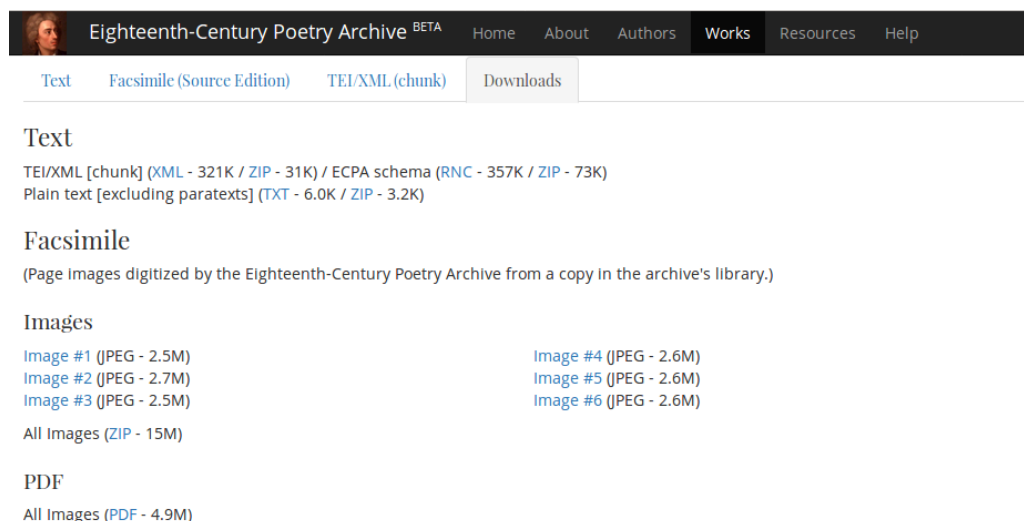 Eighteenth-Century Poetry Archive BETA Home About Authors Works Resources Help
Text Facsimile (Source Edition) TEI/XML (chunk) Downloads
Text
TEI/XML [chunk] (XML - 321K / ZIP - 31K) / ECPA schema (RNC - 357K / ZIP - 73K)
Plain text [excluding paratexts] (TXT - 6.0K / ZIP - 3.2K)
Facsimile
(Page images digitized by the Eighteenth-Century Poetry Archive from a copy in the archive's library.)
Images
Image #1 (JPEG - 2.5M)
Image #2 (JPEG - 2.7M)
Image #3 (JPEG - 2.5M)
Image #4 (JPEG - 2.6M)
Image #5 (JPEG - 2.6M)
Image #6 (JPEG - 2.6M)
All Images (ZIP - 15M)
PDF
All Images (PDF - 4.9M)